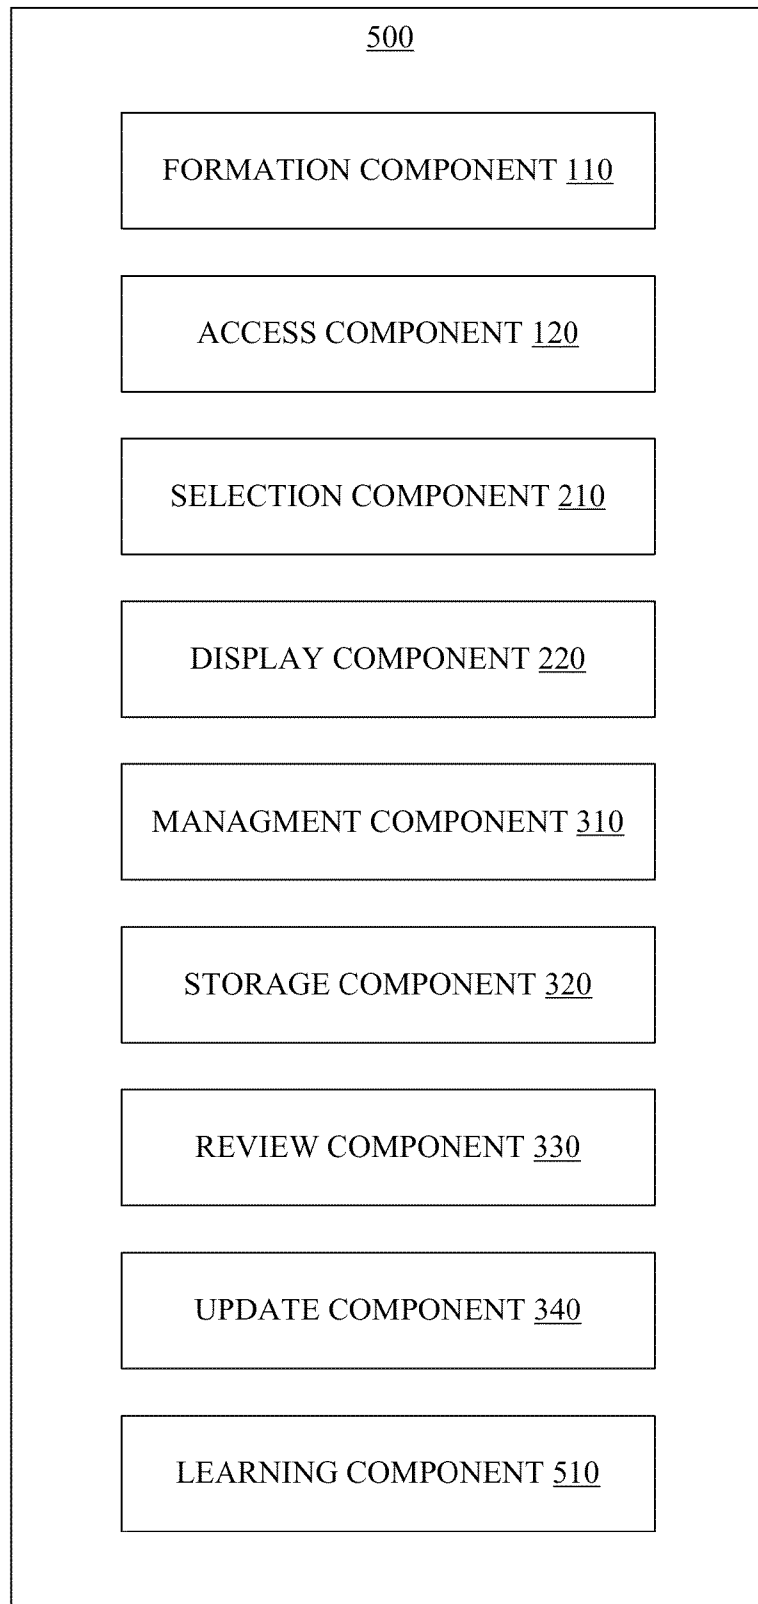 500
FORMATION COMPONENT 110
ACCESS COMPONENT 120
SELECTION COMPONENT 210
DISPLAY COMPONENT 220
MANAGMENT COMPONENT 310
STORAGE COMPONENT 320
REVIEW COMPONENT 330
UPDATE COMPONENT 340
LEARNING COMPONENT 510